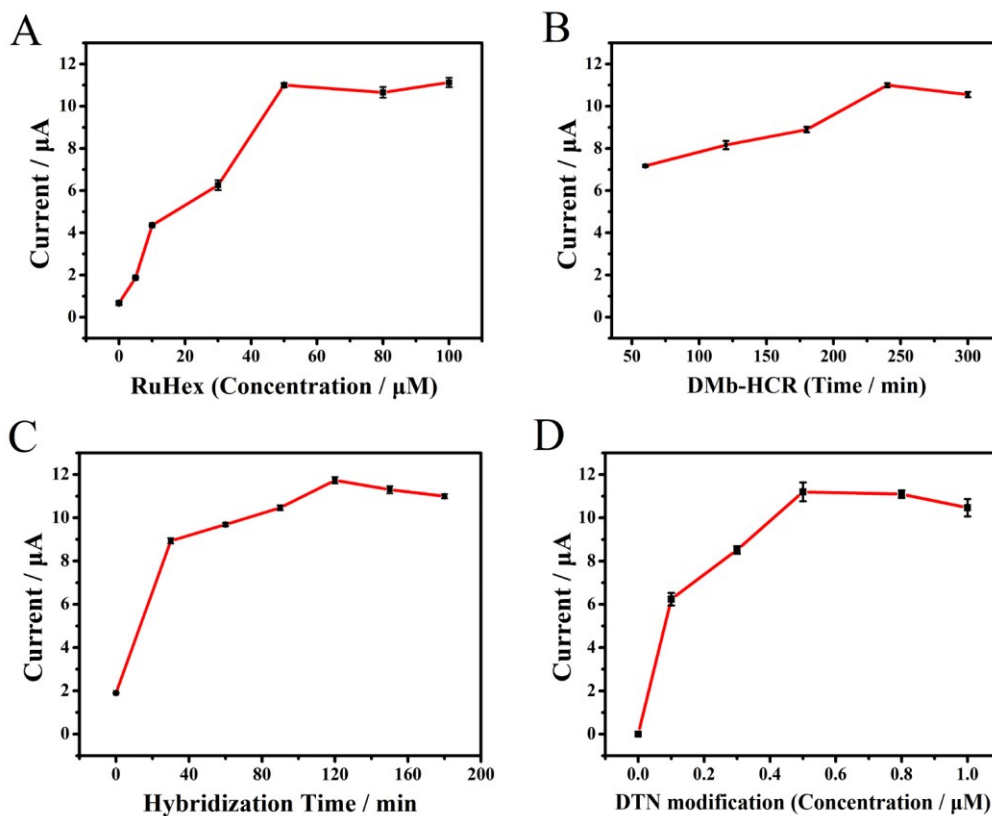 A
12
10
8
6
4
2
0
Current / μA
0 20 40 60 80 100
RuHex (Concentration / μM)
B
12
10
8
6
4
2
0
Current / μA
50 100 150 200 250 300
DMb-HCR (Time / min)
C
12
10
8
6
4
2
0
Current / μA
0 40 80 120 160 200
Hybridization Time / min
D
12
10
8
6
4
2
0
Current / μA
0.0 0.2 0.4 0.6 0.8 1.0
DTN modification (Concentration / μM)